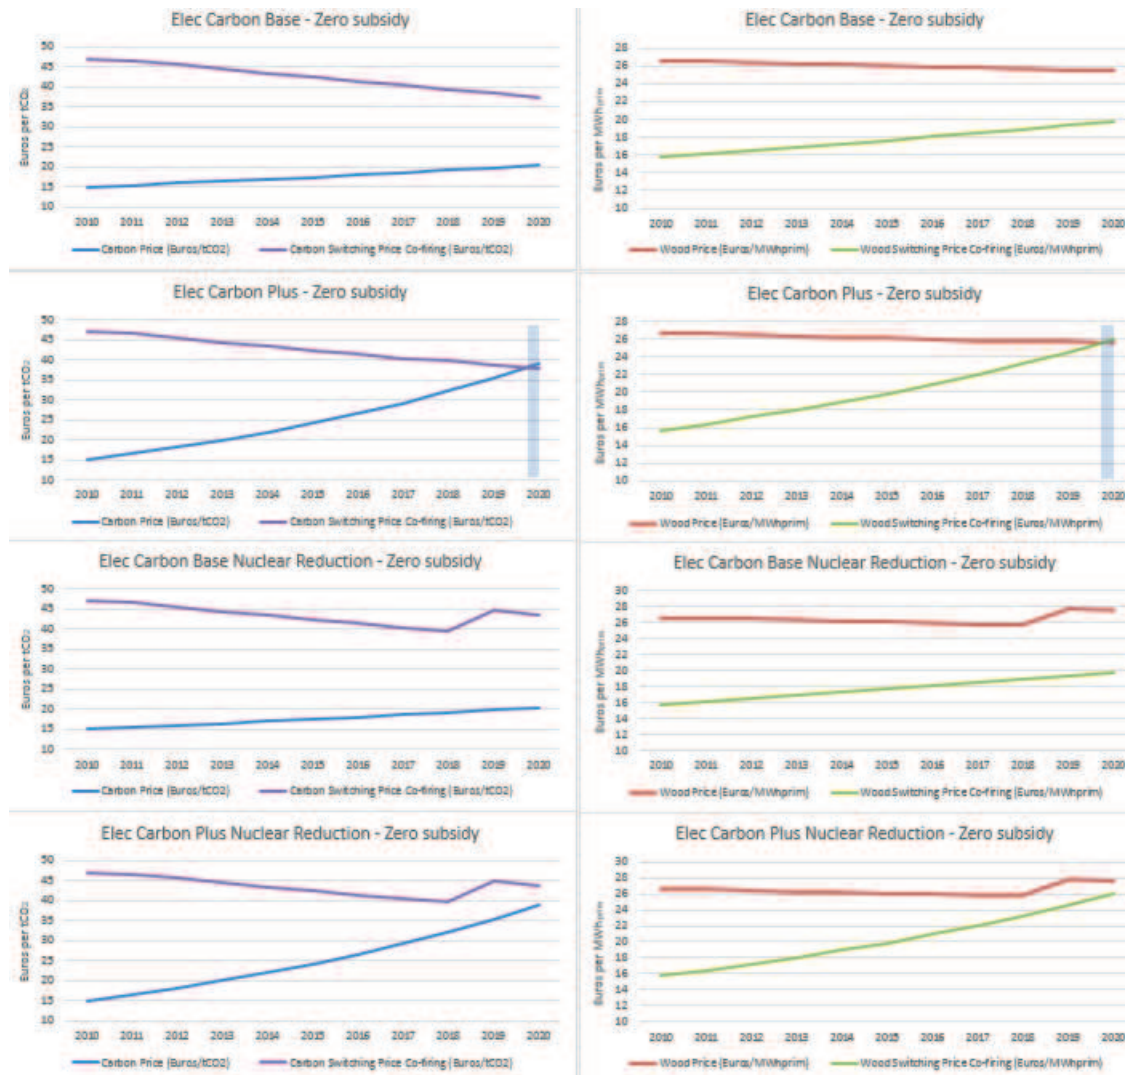 Elec Carbon Base - Zero subsidy
Euros per tCO2
50
45
40
35
30
25
20
15
10
2010 2011 2012 2013 2014 2015 2016 2017 2018 2019 2020
Carbon Price (Euros/tCO2) Carbon Switching Price Co-firing (Euros/tCO2)
Elec Carbon Base - Zero subsidy
Euros per MWhprim
28
26
24
22
20
18
16
14
12
10
2010 2011 2012 2013 2014 2015 2016 2017 2018 2019 2020
Wood Price (Euros/MWhprim) Wood Switching Price Co-firing (Euros/MWhprim)
Elec Carbon Plus - Zero subsidy
Euros per tCO2
50
45
40
35
30
25
20
15
10
2010 2011 2012 2013 2014 2015 2016 2017 2018 2019 2020
Carbon Price (Euros/tCO2) Carbon Switching Price Co-firing (Euros/tCO2)
Elec Carbon Plus - Zero subsidy
Euros per MWhprim
28
26
24
22
20
18
16
14
12
10
2010 2011 2012 2013 2014 2015 2016 2017 2018 2019 2020
Wood Price (Euros/MWhprim) Wood Switching Price Co-firing (Euros/MWhprim)
Elec Carbon Base Nuclear Reduction - Zero subsidy
Euros per tCO2
50
45
40
35
30
25
20
15
10
2010 2011 2012 2013 2014 2015 2016 2017 2018 2019 2020
Carbon Price (Euros/tCO2) Carbon Switching Price Co-firing (Euros/tCO2)
Elec Carbon Base Nuclear Reduction - Zero subsidy
Euros per MWhprim
30
28
26
24
22
20
18
16
14
12
10
2010 2011 2012 2013 2014 2015 2016 2017 2018 2019 2020
Wood Price (Euros/MWhprim) Wood Switching Price Co-firing (Euros/MWhprim)
Elec Carbon Plus Nuclear Reduction - Zero subsidy
Euros per tCO2
50
45
40
35
30
25
20
15
10
2010 2011 2012 2013 2014 2015 2016 2017 2018 2019 2020
Carbon Price (Euros/tCO2) Carbon Switching Price Co-firing (Euros/tCO2)
Elec Carbon Plus Nuclear Reduction - Zero subsidy
Euros per MWhprim
30
28
26
24
22
20
18
16
14
12
10
2010 2011 2012 2013 2014 2015 2016 2017 2018 2019 2020
Wood Price (Euros/MWhprim) Wood Switching Price Co-firing (Euros/MWhprim)